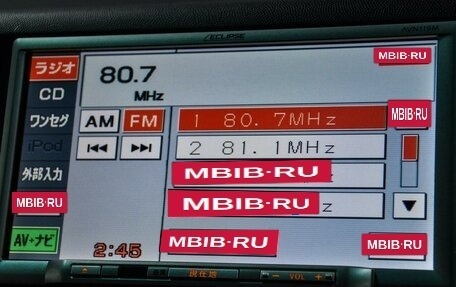 ECLIPSE
AVN119M
ラジオ
80.7
MHz
MBIB·RU
CD
ワンセグ
AM
FM
1 80. 7MHz
MBIB·RU
iPod
2 81. 1MHz
外部入力
MBIB·RU
MBIB·RU
MBIB·RU
z
AV→ナビ
2:45
MBIB·RU
MBIB·RU
現在地
− VOL +